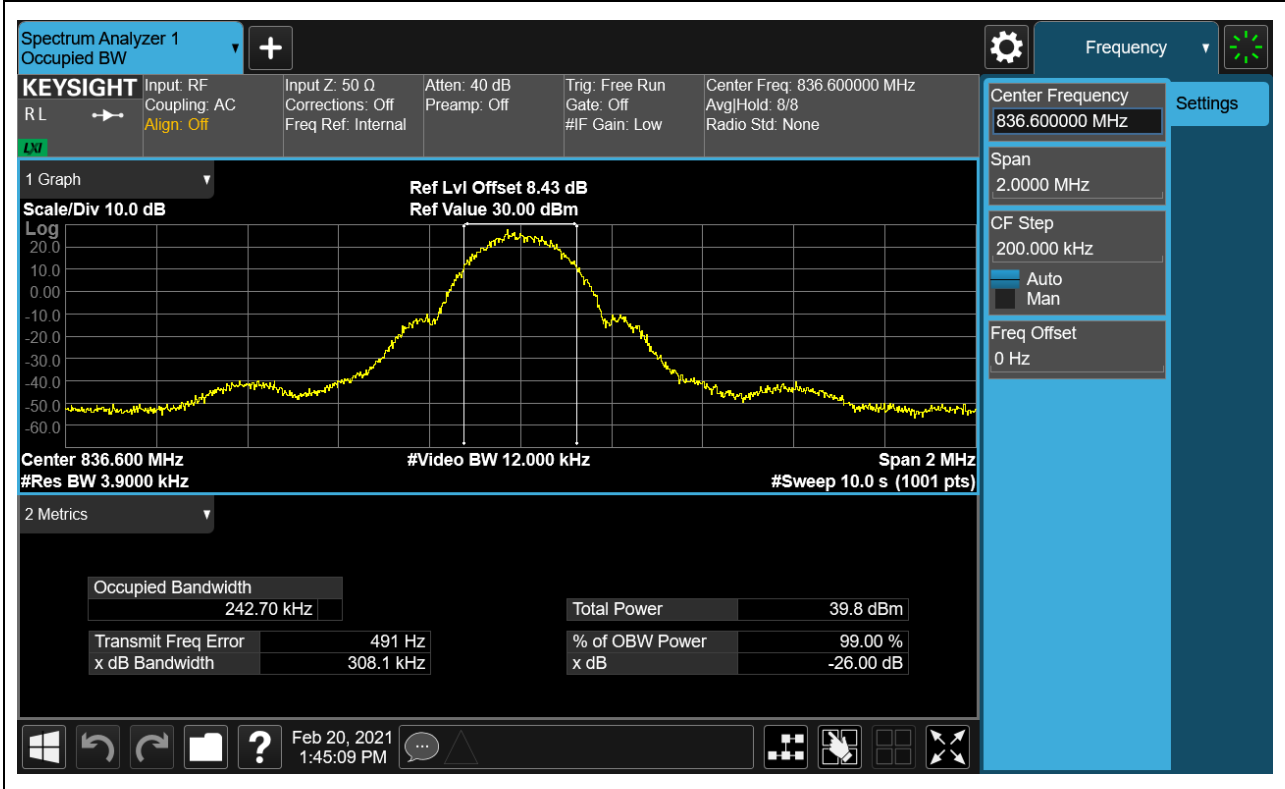 Spectrum Analyzer 1
Occupied BW
Frequency
KEYSIGHT
R L
LXI
Input: RF
Coupling: AC
Align: Off
Input Z: 50 Ω
Corrections: Off
Freq Ref: Internal
Atten: 40 dB
Preamp: Off
Trig: Free Run
Gate: Off
#IF Gain: Low
Center Freq: 836.600000 MHz
Avg|Hold: 8/8
Radio Std: None
Center Frequency
836.600000 MHz
Settings
Span
2.0000 MHz
CF Step
200.000 kHz
Auto
Man
Freq Offset
0 Hz
1 Graph
Scale/Div 10.0 dB
Ref Lvl Offset 8.43 dB
Ref Value 30.00 dBm
Log
20.0
10.0
0.00
-10.0
-20.0
-30.0
-40.0
-50.0
-60.0
Center 836.600 MHz
#Video BW 12.000 kHz
Span 2 MHz
#Res BW 3.9000 kHz
#Sweep 10.0 s (1001 pts)
2 Metrics
Occupied Bandwidth
242.70 kHz
Total Power 39.8 dBm
Transmit Freq Error 491 Hz
% of OBW Power 99.00 %
x dB Bandwidth 308.1 kHz
x dB -26.00 dB
?
Feb 20, 2021
1:45:09 PM